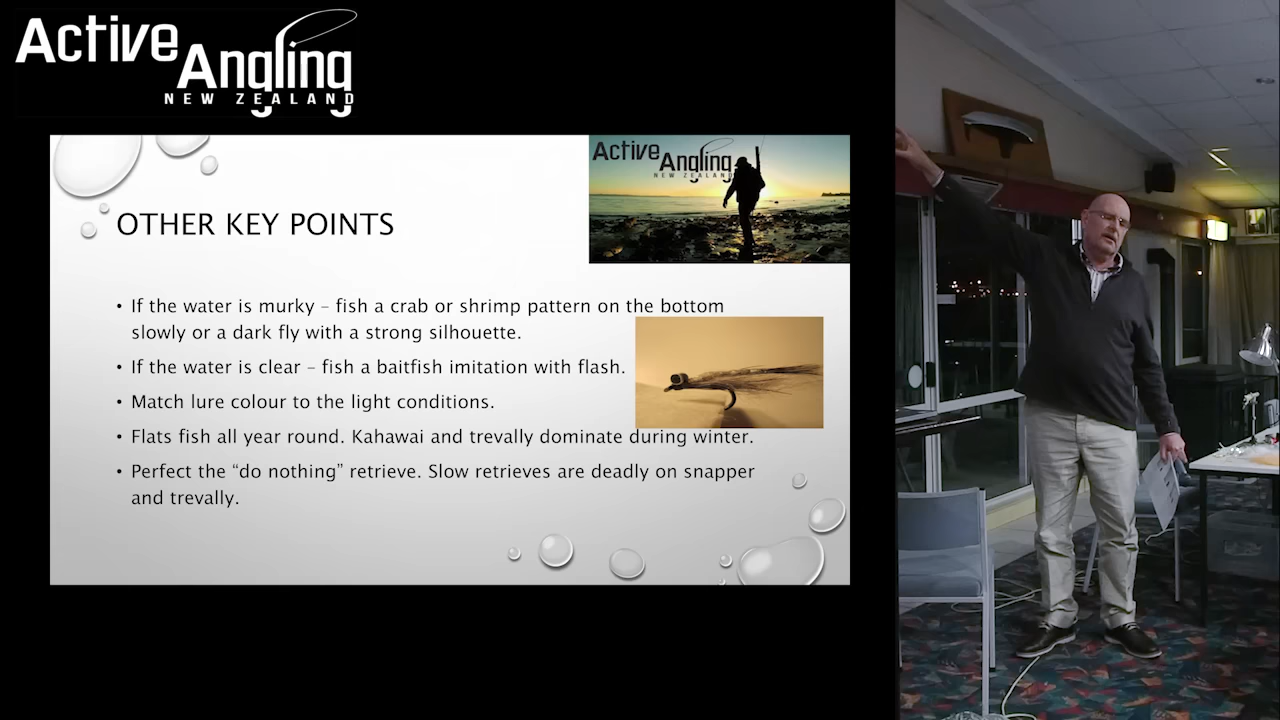 Active
Angling
NEW ZEALAND
Active Angling
NEW ZEALAND
OTHER KEY POINTS
• If the water is murky – fish a crab or shrimp pattern on the bottom
slowly or a dark fly with a strong silhouette.
• If the water is clear – fish a baitfish imitation with flash.
• Match lure colour to the light conditions.
• Flats fish all year round. Kahawai and trevally dominate during winter.
• Perfect the “do nothing” retrieve. Slow retrieves are deadly on snapper
and trevally.